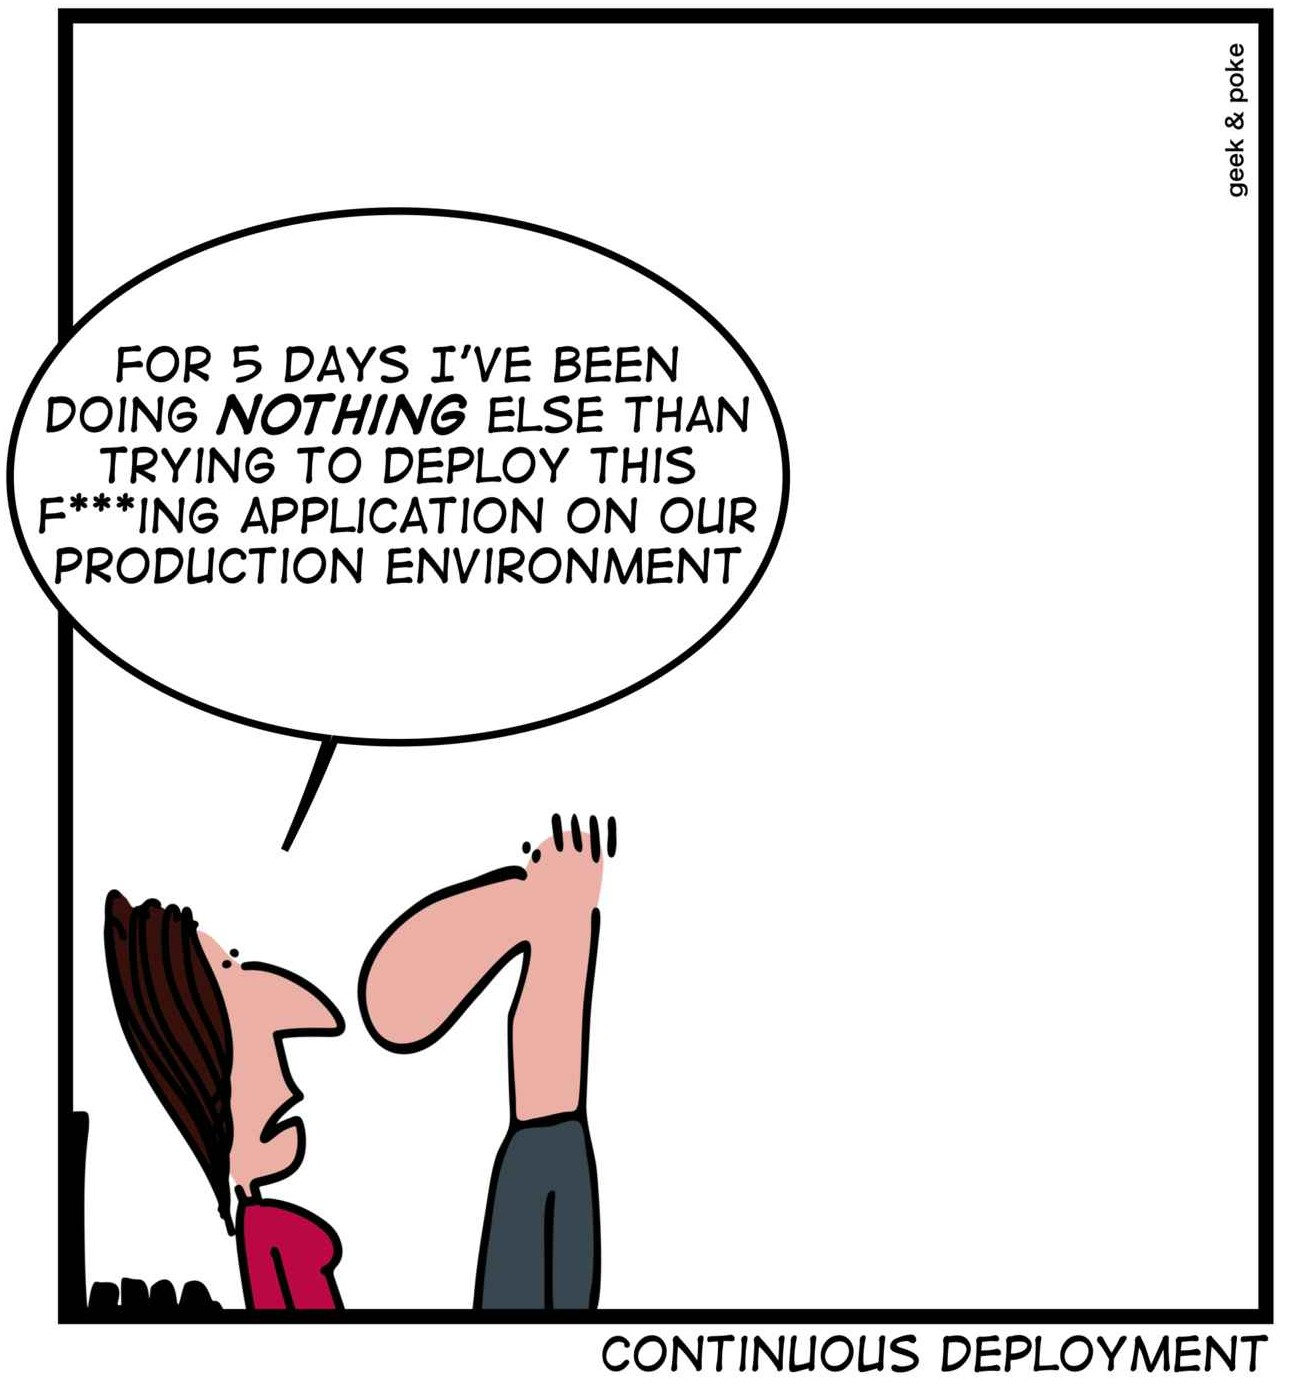 geek & poke
FOR 5 DAYS I'VE BEEN
DOING NOTHING ELSE THAN
TRYING TO DEPLOY THIS
F***ING APPLICATION ON OUR
PRODUCTION ENVIRONMENT
CONTINUOUS DEPLOYMENT